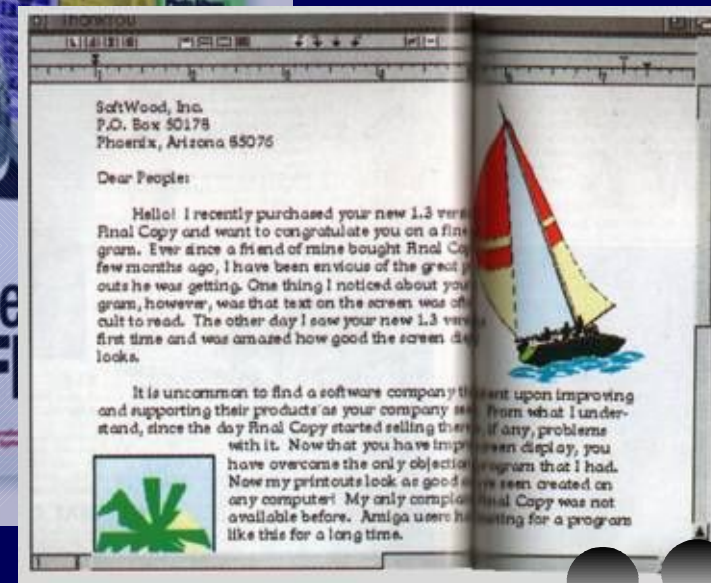 ThankYou
SoftWood, Inc.
P.O. Box 50178
Phoenix, Arizona 85076
Dear People:
Hello! I recently purchased your new 1.3 vers
Final Copy and want to congratulate you on a fine
gram. Ever since a friend of mine bought Final Co
few months ago, I have been envious of the great p
outs he was getting. One thing I noticed about you
gram, however, was that text on the screen was
cult to read. The other day I saw your new 1.3 vers
first time and was amazed how good the screen
looks.
It is uncommon to find a software company ent upon improving
and supporting their products as your company From what I under-
stand, since the day Final Copy started selling if any, problems
with it. Now that you have imp een display, you
have overcome the only objection rogram that I had.
Now my printouts look as good seen created on
any computer! My only Final Copy was not
available before. Amiga users for a program
like this for a long time.